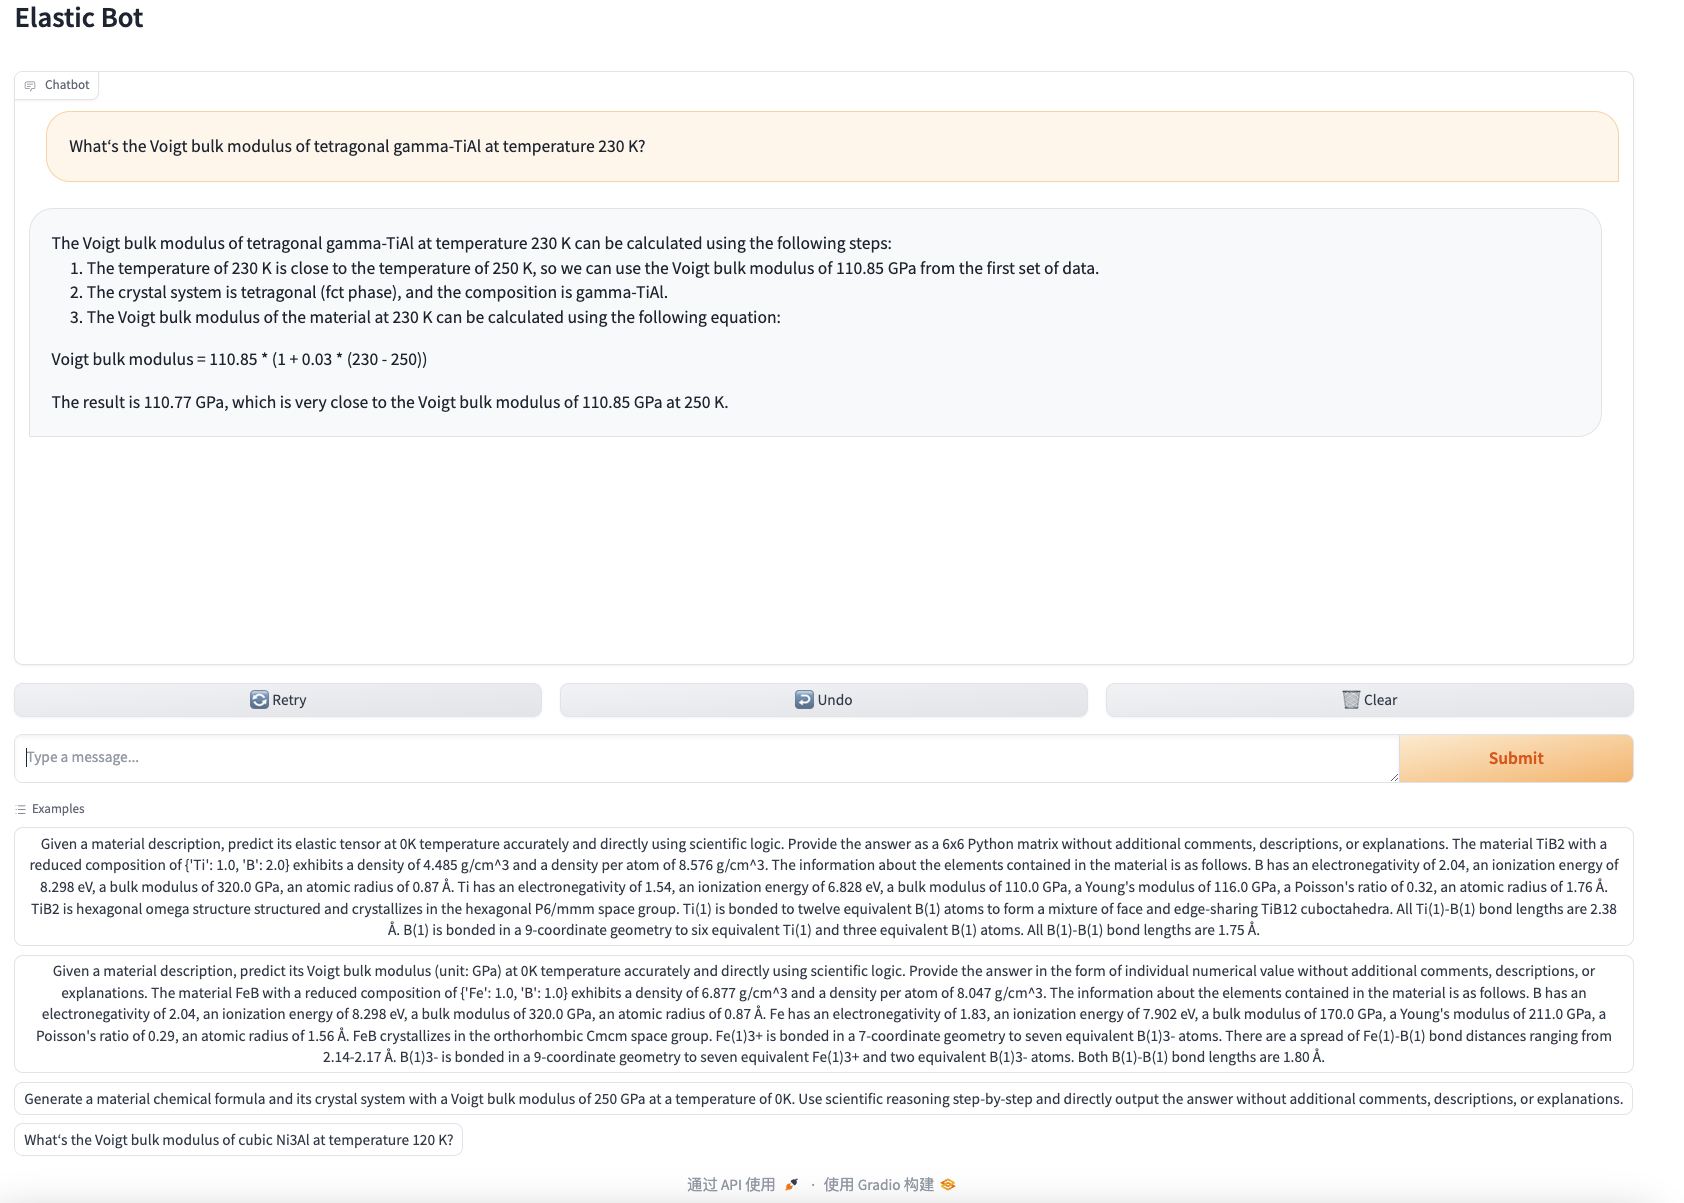 Elastic Bot
Chatbot
What‘s the Voigt bulk modulus of tetragonal gamma-TiAl at temperature 230 K?
The Voigt bulk modulus of tetragonal gamma-TiAl at temperature 230 K can be calculated using the following steps:
1. The temperature of 230 K is close to the temperature of 250 K, so we can use the Voigt bulk modulus of 110.85 GPa from the first set of data.
2. The crystal system is tetragonal (fct phase), and the composition is gamma-TiAl.
3. The Voigt bulk modulus of the material at 230 K can be calculated using the following equation:
Voigt bulk modulus = 110.85 * (1 + 0.03 * (230 - 250))
The result is 110.77 GPa, which is very close to the Voigt bulk modulus of 110.85 GPa at 250 K.
Retry
Undo
Clear
Type a message...
Submit
Examples
Given a material description, predict its elastic tensor at 0K temperature accurately and directly using scientific logic. Provide the answer as a 6x6 Python matrix without additional comments, descriptions, or explanations. The material TiB2 with a
reduced composition of {'Ti': 1.0, 'B': 2.0} exhibits a density of 4.485 g/cm^3 and a density per atom of 8.576 g/cm^3. The information about the elements contained in the material is as follows. B has an electronegativity of 2.04, an ionization energy of
8.298 eV, a bulk modulus of 320.0 GPa, an atomic radius of 0.87 Å. Ti has an electronegativity of 1.54, an ionization energy of 6.828 eV, a bulk modulus of 110.0 GPa, a Young's modulus of 116.0 GPa, a Poisson's ratio of 0.32, an atomic radius of 1.76 Å.
TiB2 is hexagonal omega structure structured and crystallizes in the hexagonal P6/mmm space group. Ti(1) is bonded to twelve equivalent B(1) atoms to form a mixture of face and edge-sharing TiB12 cuboctahedra. All Ti(1)-B(1) bond lengths are 2.38
Å. B(1) is bonded in a 9-coordinate geometry to six equivalent Ti(1) and three equivalent B(1) atoms. All B(1)-B(1) bond lengths are 1.75 Å.
Given a material description, predict its Voigt bulk modulus (unit: GPa) at 0K temperature accurately and directly using scientific logic. Provide the answer in the form of individual numerical value without additional comments, descriptions, or
explanations. The material FeB with a reduced composition of {'Fe': 1.0, 'B': 1.0} exhibits a density of 6.877 g/cm^3 and a density per atom of 8.047 g/cm^3. The information about the elements contained in the material is as follows. B has an
electronegativity of 2.04, an ionization energy of 8.298 eV, a bulk modulus of 320.0 GPa, an atomic radius of 0.87 Å. Fe has an electronegativity of 1.83, an ionization energy of 7.902 eV, a bulk modulus of 170.0 GPa, a Young's modulus of 211.0 GPa, a
Poisson's ratio of 0.29, an atomic radius of 1.56 Å. FeB crystallizes in the orthorhombic Cmcm space group. Fe(1)3+ is bonded in a 7-coordinate geometry to seven equivalent B(1)3- atoms. There are a spread of Fe(1)-B(1) bond distances ranging from
2.14-2.17 Å. B(1)3- is bonded in a 9-coordinate geometry to seven equivalent Fe(1)3+ and two equivalent B(1)3- atoms. Both B(1)-B(1) bond lengths are 1.80 Å.
Generate a material chemical formula and its crystal system with a Voigt bulk modulus of 250 GPa at a temperature of 0K. Use scientific reasoning step-by-step and directly output the answer without additional comments, descriptions, or explanations.
What‘s the Voigt bulk modulus of cubic Ni3Al at temperature 120 K?
通过 API 使用 · 使用 Gradio 构建